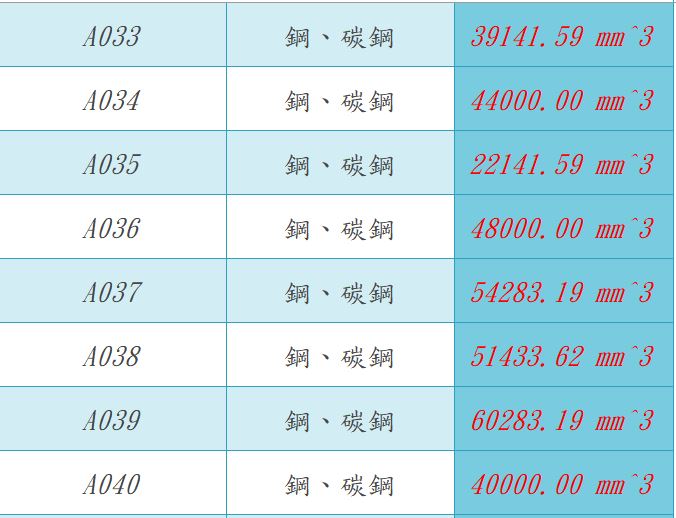 A033 鋼、碳鋼 39141.59 mm^3
A034 鋼、碳鋼 44000.00 mm^3
A035 鋼、碳鋼 22141.59 mm^3
A036 鋼、碳鋼 48000.00 mm^3
A037 鋼、碳鋼 54283.19 mm^3
A038 鋼、碳鋼 51433.62 mm^3
A039 鋼、碳鋼 60283.19 mm^3
A040 鋼、碳鋼 40000.00 mm^3